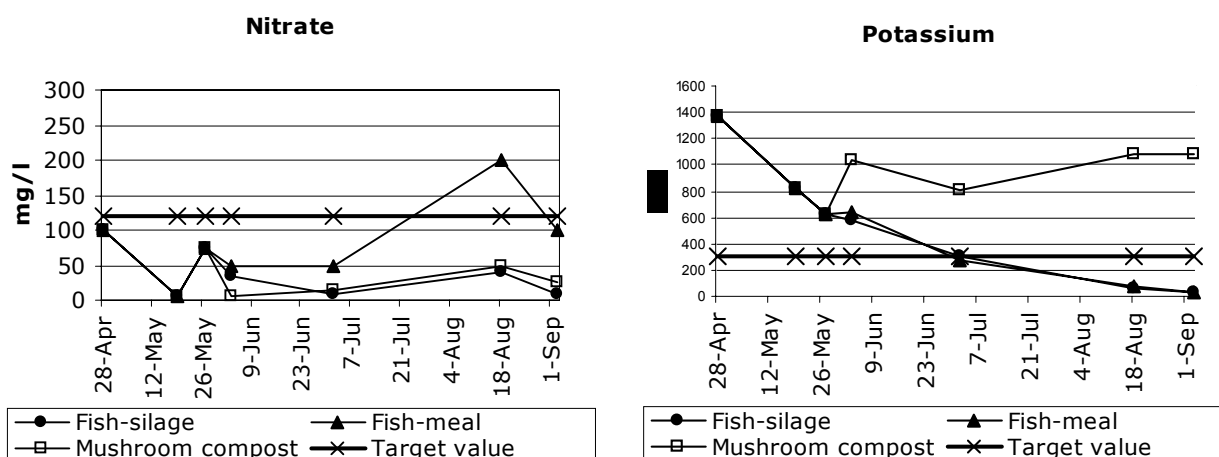 Nitrate
mg/l
300
250
200
150
100
50
0
28-Apr
12-May
26-May
9-Jun
23-Jun
7-Jul
21-Jul
4-Aug
18-Aug
1-Sep
Fish-silage
Fish-meal
Mushroom compost
Target value
Potassium
1600
1400
1200
1000
800
600
400
200
0
28-Apr
12-May
26-May
9-Jun
23-Jun
7-Jul
21-Jul
4-Aug
18-Aug
1-Sep
Fish-silage
Fish-meal
Mushroom compost
Target value